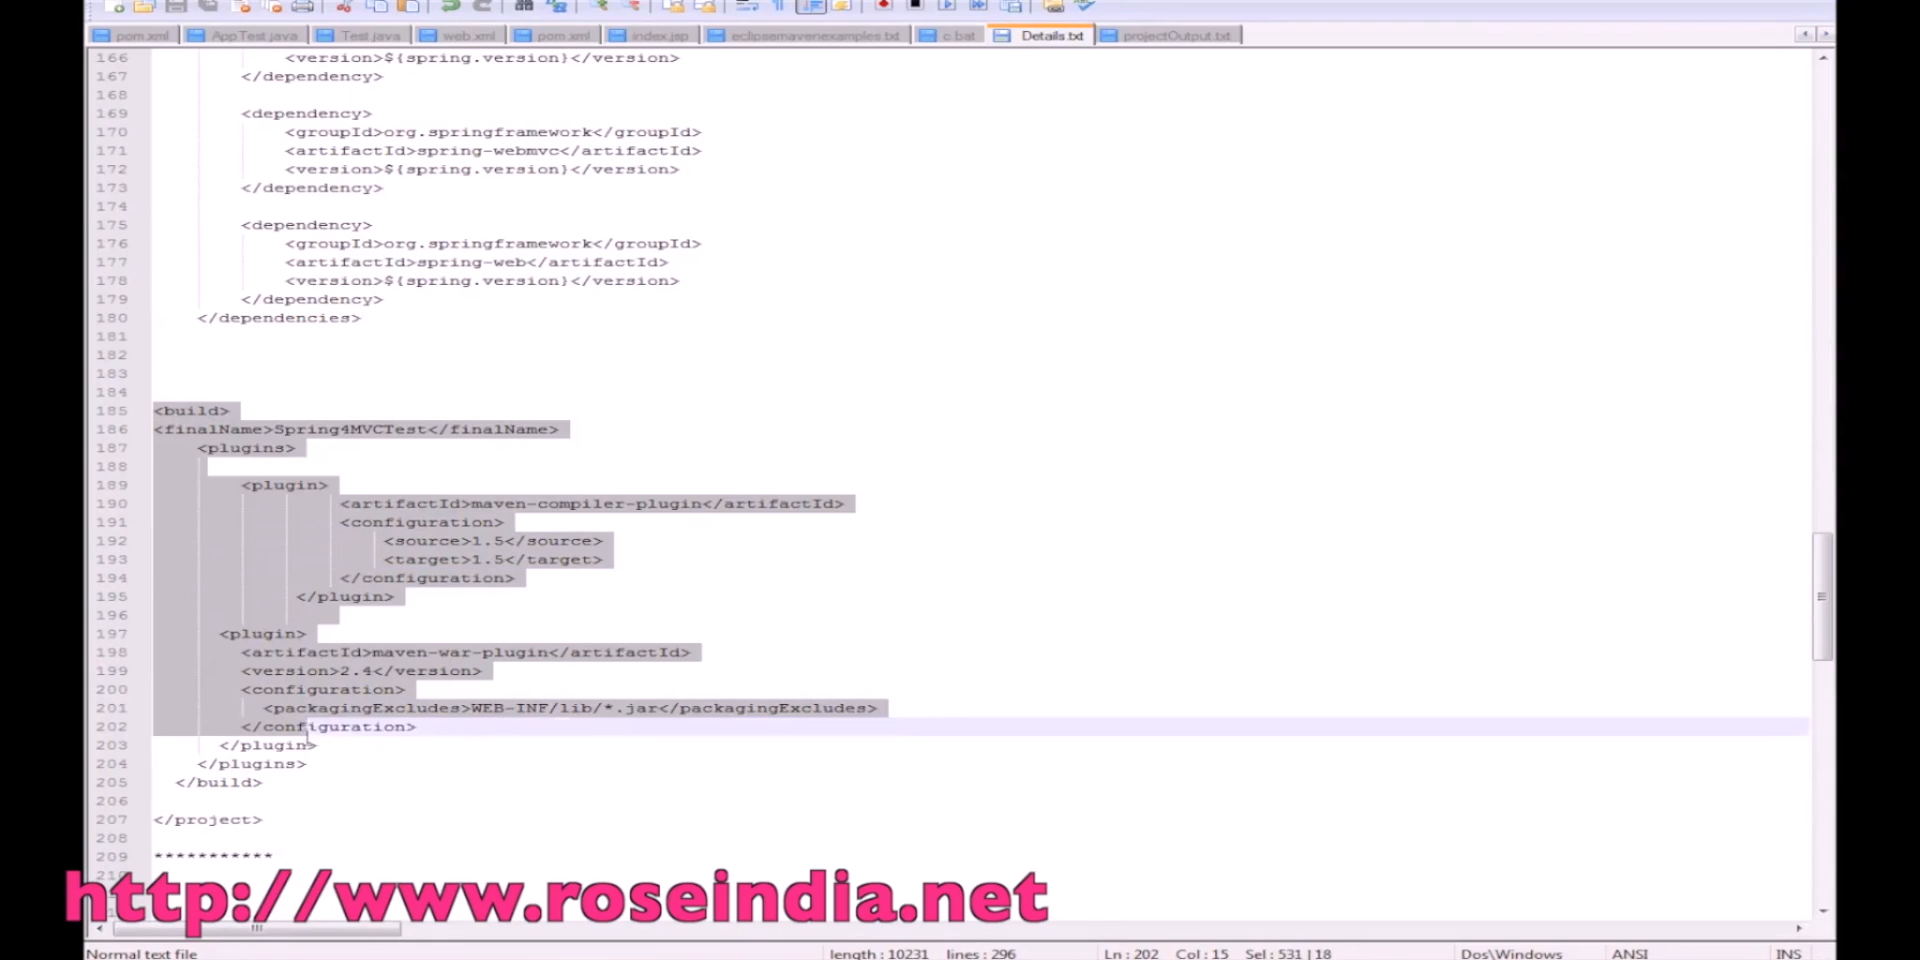 pom.xml AppTest.java Test.java web.xml pom.xml index.jsp eclipsemavenexamples.txt c.bat Details.txt projectOutput.txt
166 <version>${spring.version}</version>
167 </dependency>
168
169 <dependency>
170 <groupId>org.springframework</groupId>
171 <artifactId>spring-webmvc</artifactId>
172 <version>${spring.version}</version>
173 </dependency>
174
175 <dependency>
176 <groupId>org.springframework</groupId>
177 <artifactId>spring-web</artifactId>
178 <version>${spring.version}</version>
179 </dependency>
180 </dependencies>
181
182
183
184
185 <build>
186 <finalName>Spring4MVCTest</finalName>
187 <plugins>
188
189 <plugin>
190 <artifactId>maven-compiler-plugin</artifactId>
191 <configuration>
192 <source>1.5</source>
193 <target>1.5</target>
194 </configuration>
195 </plugin>
196
197 <plugin>
198 <artifactId>maven-war-plugin</artifactId>
199 <version>2.4</version>
200 <configuration>
201 <packagingExcludes>WEB-INF/lib/*.jar</packagingExcludes>
202 </configuration>
203 </plugin>
204 </plugins>
205 </build>
206
207 </project>
208
209 ***********
210
http://www.roseindia.net
Normal text file length : 10231 lines : 296 Ln : 202 Col : 15 Sel : 531 | 18 Dos\Windows ANSI INS